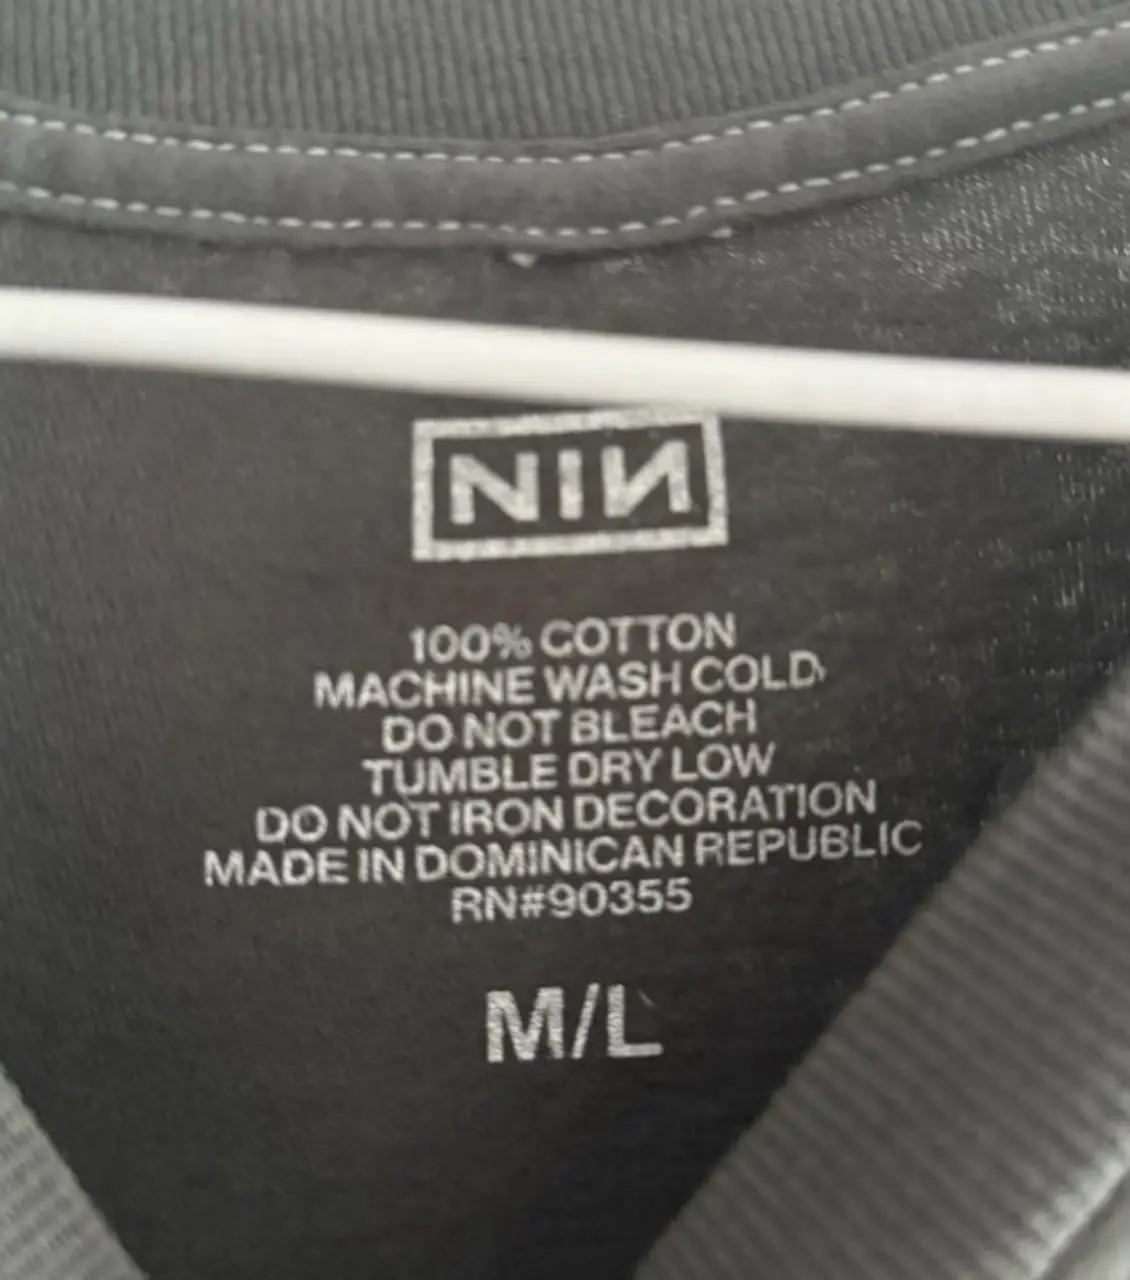 NIN
100% COTTON
MACHINE WASH COLD
DO NOT BLEACH
TUMBLE DRY LOW
DO NOT IRON DECORATION
MADE IN DOMINICAN REPUBLIC
RN#90355
M/L